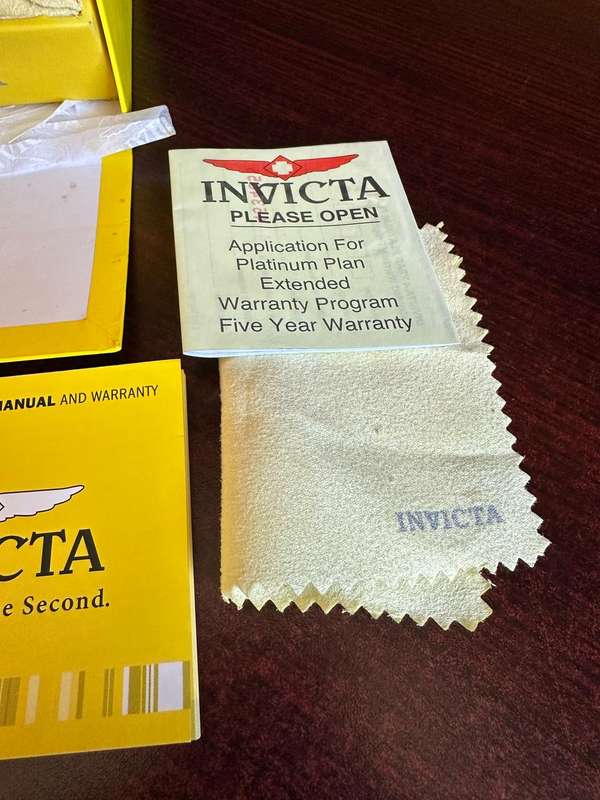 INVICTA
PLEASE OPEN
Application For
Platinum Plan
Extended
Warranty Program
Five Year Warranty
INVICTA
MANUAL AND WARRANTY
CTA
e Second.